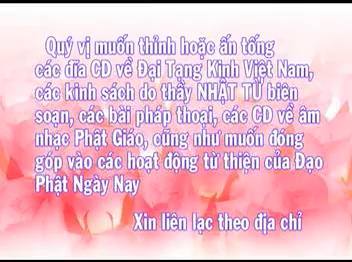 Quý vị muốn thỉnh hoặc ấn tống
các đĩa CD về Đại Tạng Kinh Việt Nam,
các kinh sách do thầy NHẬT TỪ biên
soạn, các bài pháp thoại, các CD về âm
nhạc Phật Giáo, cũng như muốn đóng
góp vào các hoạt động từ thiện của Đạo
Phật Ngày Nay
Xin liên lạc theo địa chỉ